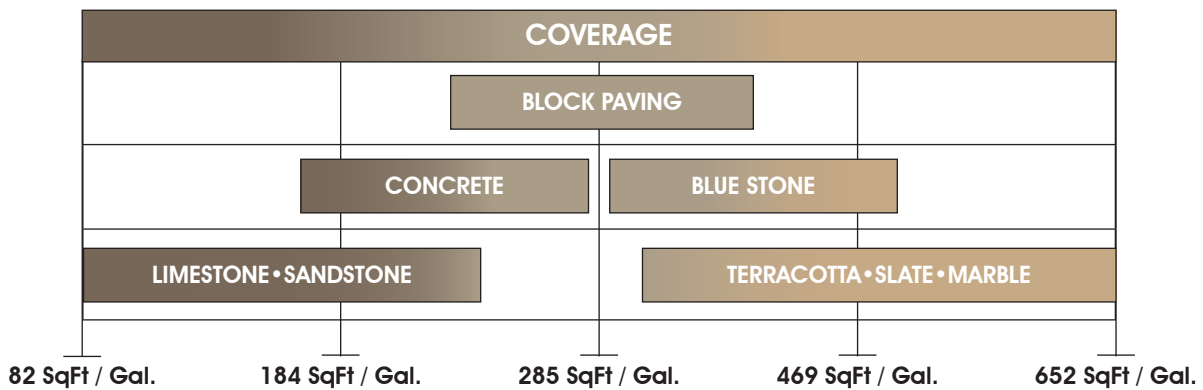 COVERAGE
BLOCK PAVING
CONCRETE
BLUE STONE
LIMESTONE•SANDSTONE
TERRACOTTA•SLATE•MARBLE
82 SqFt / Gal.
184 SqFt / Gal.
285 SqFt / Gal.
469 SqFt / Gal.
652 SqFt / Gal.